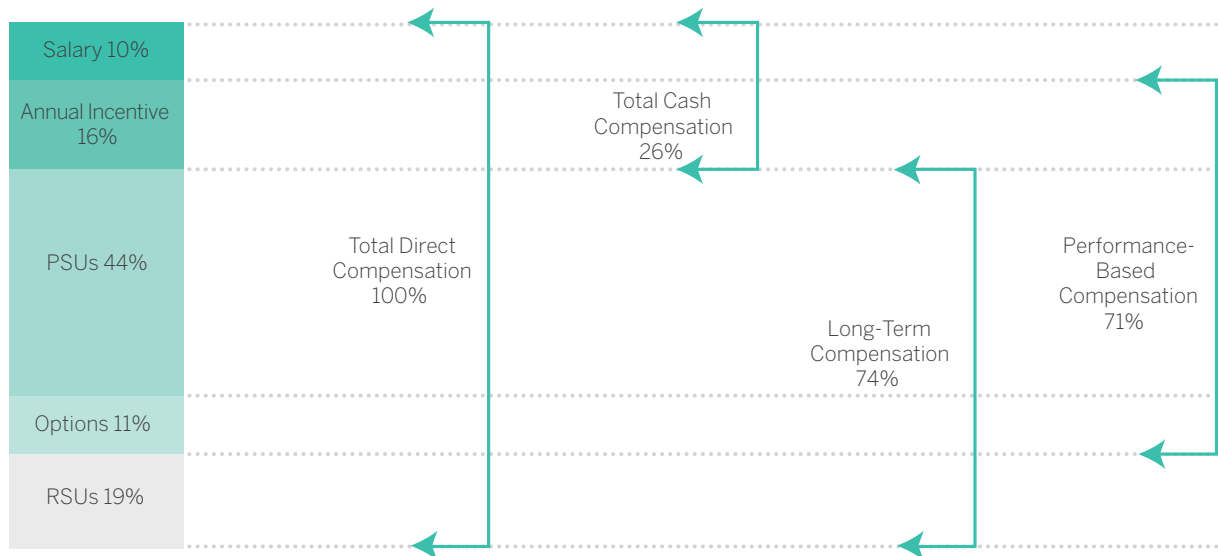 Salary 10%
Annual Incentive
16%
PSUs 44%
Options 11%
RSUs 19%
Total Direct
Compensation
100%
Total Cash
Compensation
26%
Long-Term
Compensation
74%
Performance-
Based
Compensation
71%